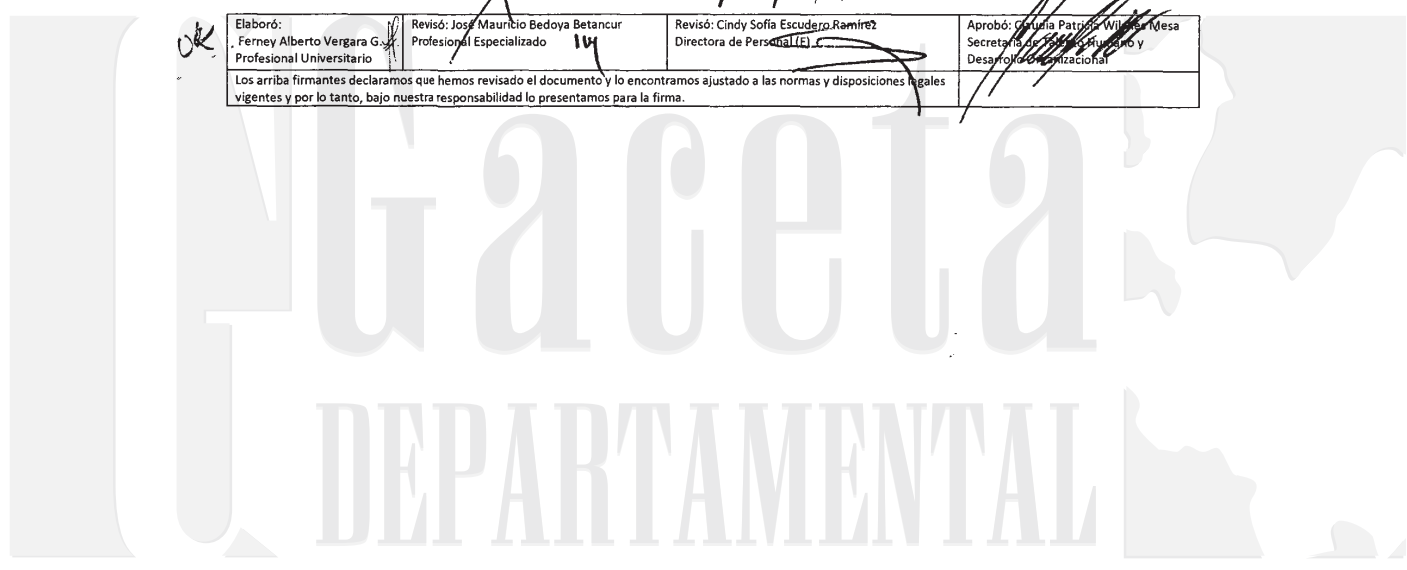 OK
Elaboró:
Ferney Alberto Vergara G.
Profesional Universitario
Revisó: José Mauricio Bedoya Betancur
Profesional Especializado
Revisó: Cindy Sofía Escudero Ramírez
Directora de Personal (E)
Aprobó: Claudia Patricia Wilches Mesa
Secretaria de Talento Humano y
Desarrollo Organizacional
Los arriba firmantes declaramos que hemos revisado el documento y lo encontramos ajustado a las normas y disposiciones legales
vigentes y por lo tanto, bajo nuestra responsabilidad lo presentamos para la firma.
Gaceta
DEPARTAMENTAL